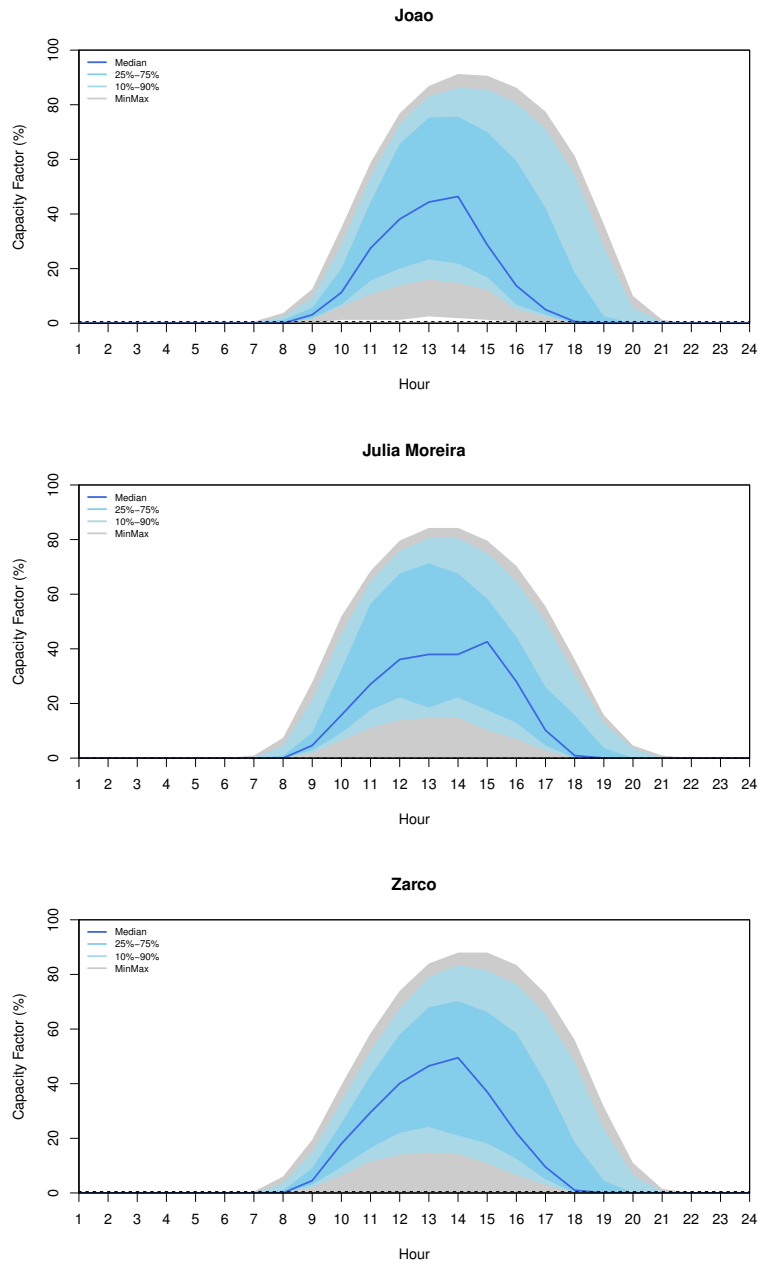 Joao
100
80
60
40
20
0
Capacity Factor (%)
Median
25%−75%
10%−90%
MinMax
1 2 3 4 5 6 7 8 9 10 11 12 13 14 15 16 17 18 19 20 21 22 23 24
Hour
Julia Moreira
100
80
60
40
20
0
Capacity Factor (%)
Median
25%−75%
10%−90%
MinMax
1 2 3 4 5 6 7 8 9 10 11 12 13 14 15 16 17 18 19 20 21 22 23 24
Hour
Zarco
100
80
60
40
20
0
Capacity Factor (%)
Median
25%−75%
10%−90%
MinMax
1 2 3 4 5 6 7 8 9 10 11 12 13 14 15 16 17 18 19 20 21 22 23 24
Hour